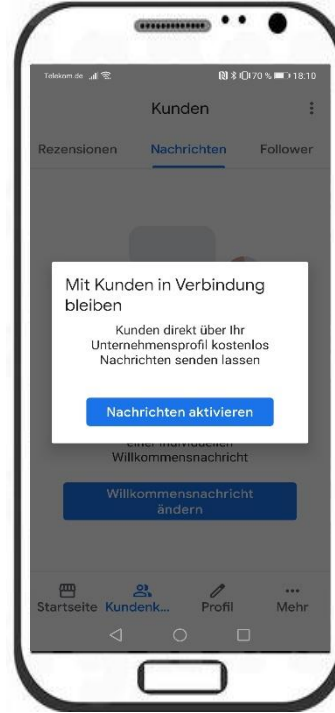 Telekom.de
70 % 18:10
Kunden
Rezensionen Nachrichten Follower
Mit Kunden in Verbindung
bleiben
Kunden direkt über Ihr
Unternehmensprofil kostenlos
Nachrichten senden lassen
Nachrichten aktivieren
einer individuellen
Willkommensnachricht
Willkommensnachricht
ändern
Startseite Kundenk... Profil Mehr